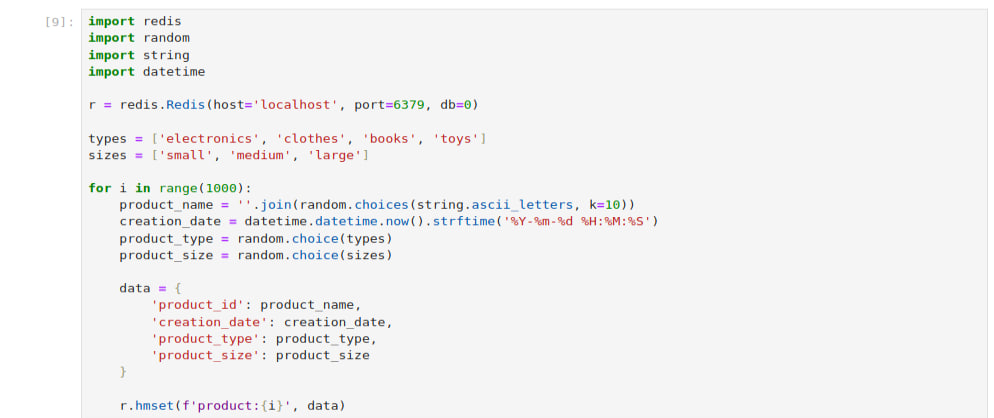 [9]: import redis
import random
import string
import datetime
r = redis.Redis(host='localhost', port=6379, db=0)
types = ['electronics', 'clothes', 'books', 'toys']
sizes = ['small', 'medium', 'large']
for i in range(1000):
    product_name = ''.join(random.choices(string.ascii_letters, k=10))
    creation_date = datetime.datetime.now().strftime('%Y-%m-%d %H:%M:%S')
    product_type = random.choice(types)
    product_size = random.choice(sizes)
    data = {
        'product_id': product_name,
        'creation_date': creation_date,
        'product_type': product_type,
        'product_size': product_size
    }
    r.hmset(f'product:{i}', data)